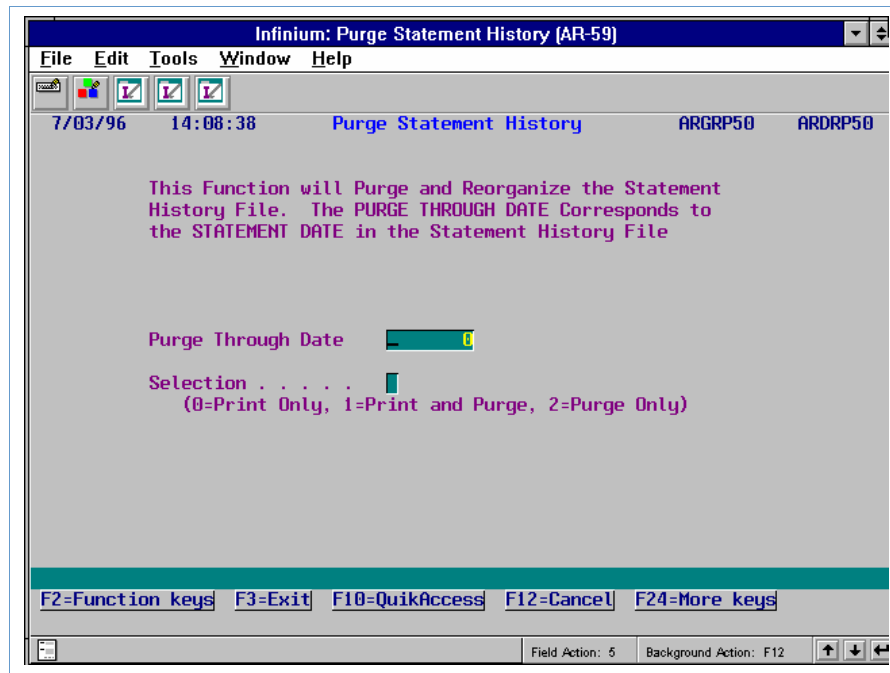 Infinium: Purge Statement History (AR-59)
File Edit Tools Window Help
7/03/96 14:08:38 Purge Statement History ARGRP50 ARDRP50
This Function will Purge and Reorganize the Statement
History File. The PURGE THROUGH DATE Corresponds to
the STATEMENT DATE in the Statement History File
Purge Through Date _ 0
Selection . . . . .
(0=Print Only, 1=Print and Purge, 2=Purge Only)
F2=Function keys F3=Exit F10=QuikAccess F12=Cancel F24=More keys
Field Action: 5 Background Action: F12